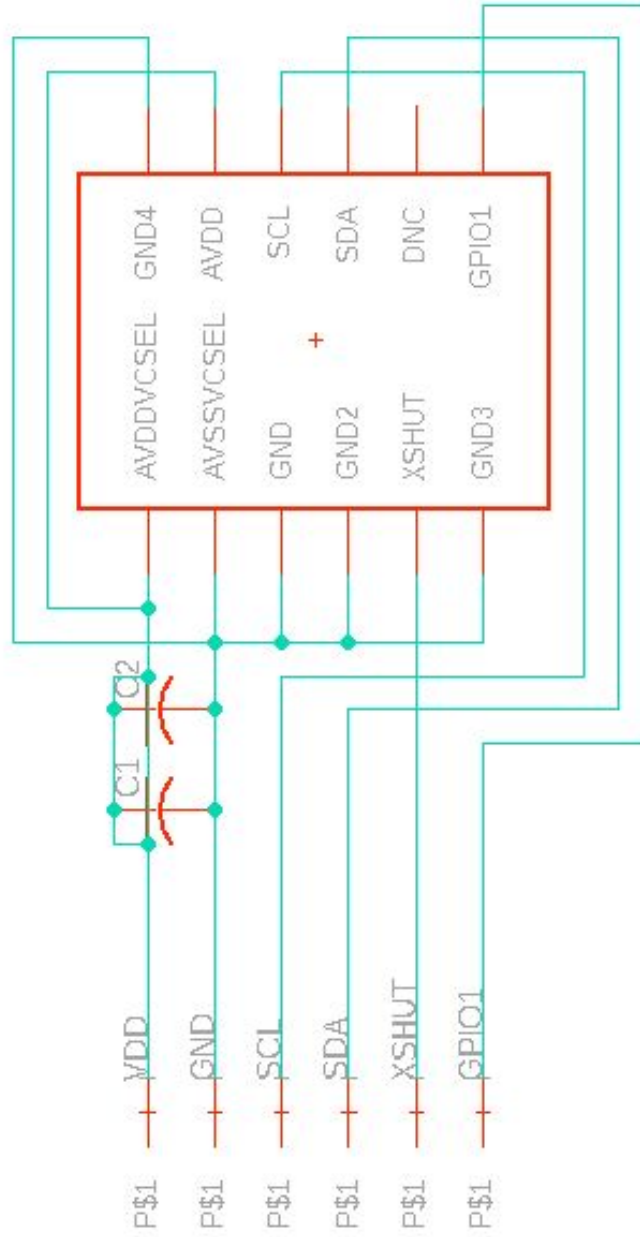 GND4
AVDD
SCL
SDA
DNC
GPIO1
AVDDVCSEL
AVSSVCSEL
GND
GND2
XSHUT
GND3
C2
C1
VDD
GND
SCL
SDA
XSHUT
GPIO1
P$1
P$1
P$1
P$1
P$1
P$1